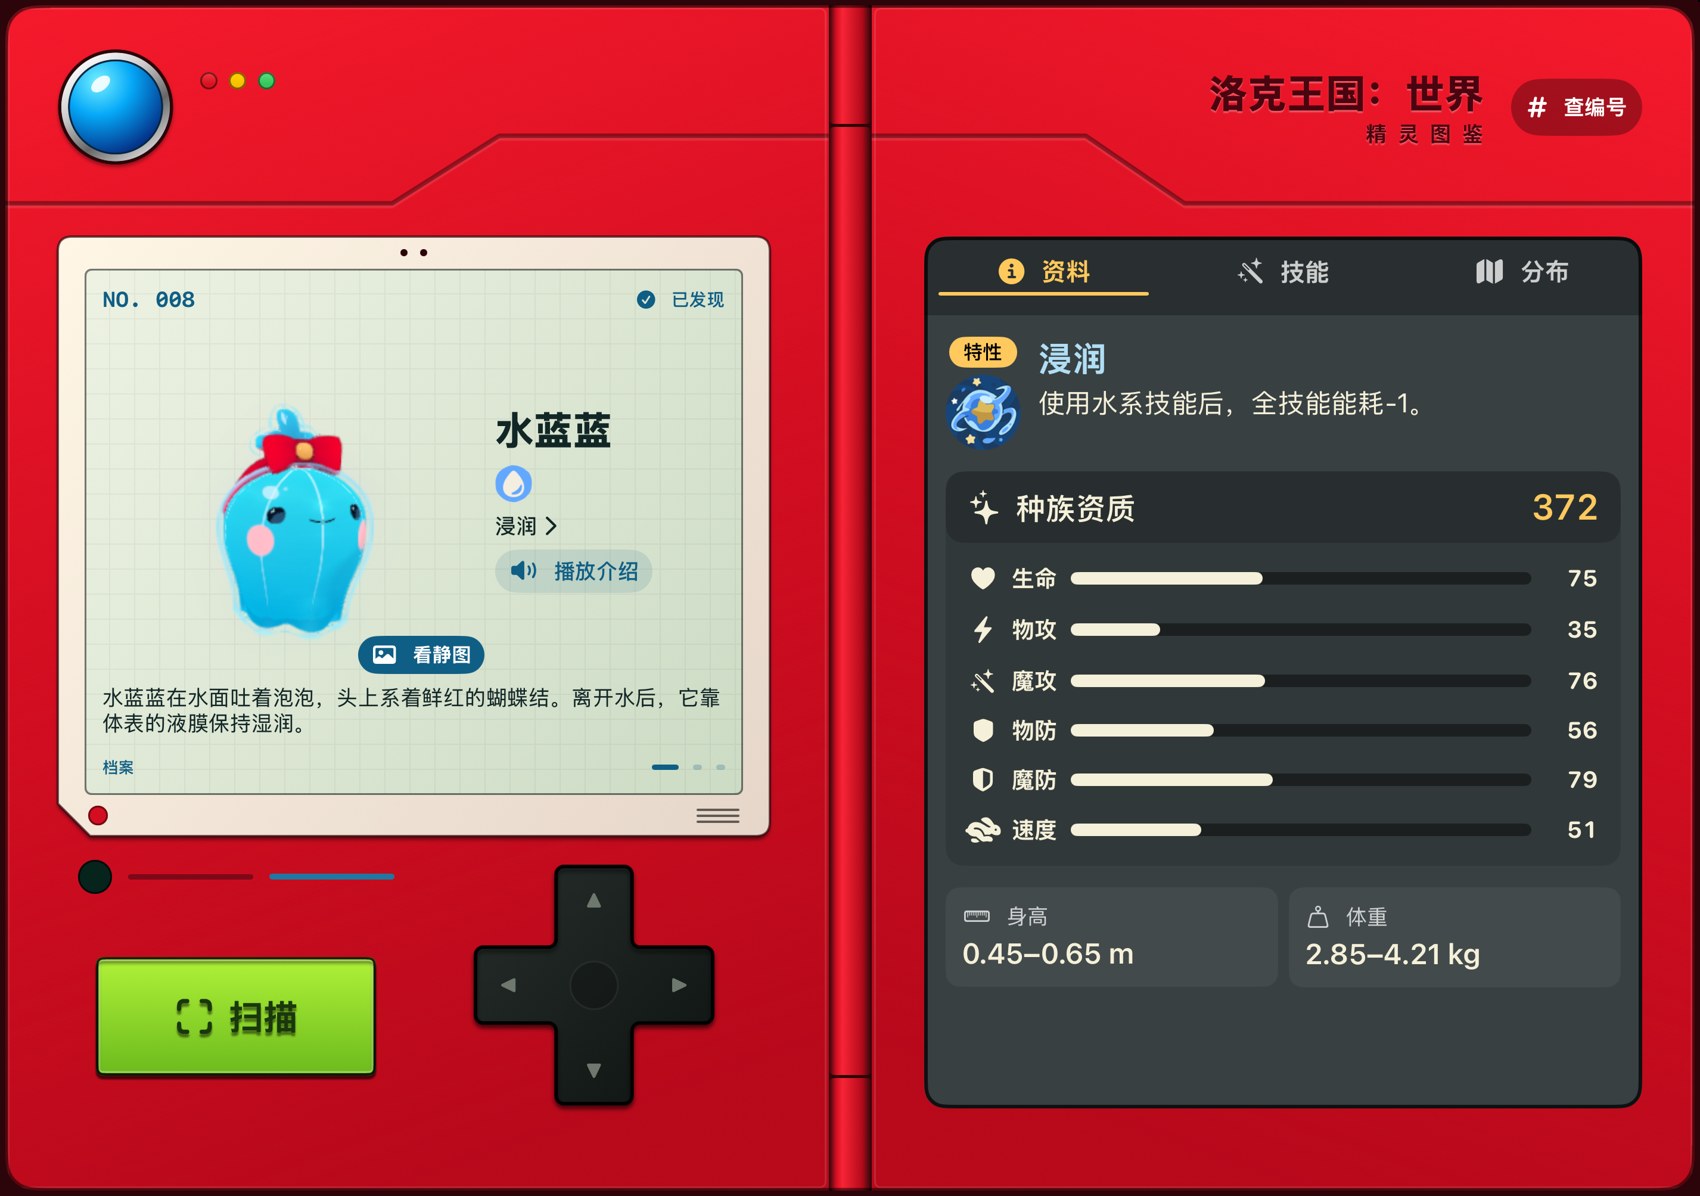 NO. 008
已发现
水蓝蓝
浸润
播放介绍
看静图
水蓝蓝在水面吐着泡泡，头上系着鲜红的蝴蝶结。离开水后，它靠
体表的液膜保持湿润。
档案
扫描
洛克王国：世界
精灵图鉴
# 查编号
资料
技能
分布
特性
浸润
使用水系技能后，全技能能耗-1。
种族资质
372
生命 75
物攻 35
魔攻 76
物防 56
魔防 79
速度 51
身高
0.45–0.65 m
体重
2.85–4.21 kg